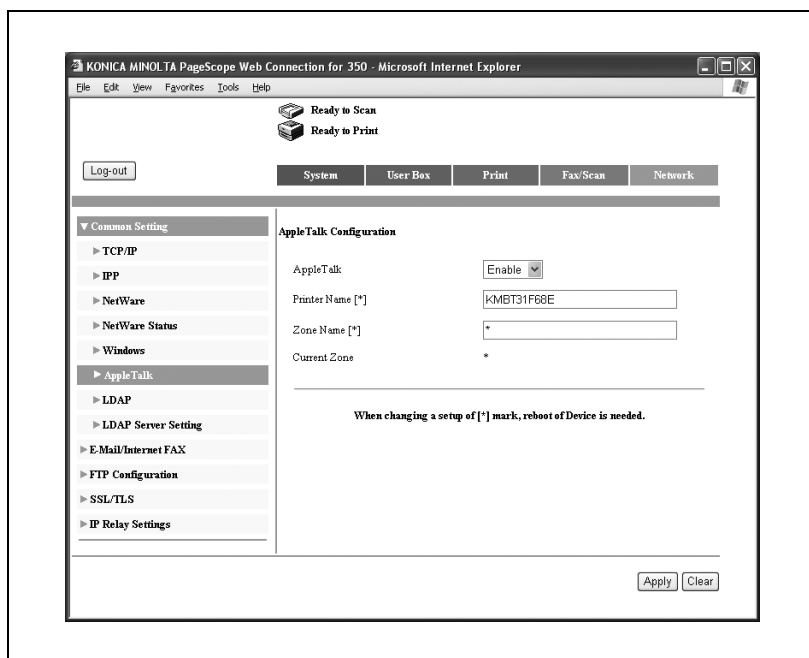 KONICA MINOLTA PageScope Web Connection for 350 - Microsoft Internet Explorer
File Edit View Favorites Tools Help
Ready to Scan
Ready to Print
Log-out
System User Box Print Fax/Scan Network
▼ Common Setting
▶ TCP/IP
▶ IPP
▶ NetWare
▶ NetWare Status
▶ Windows
▶ AppleTalk
▶ LDAP
▶ LDAP Server Setting
▶ E-Mail/Internet FAX
▶ FTP Configuration
▶ SSL/TLS
▶ IP Relay Settings
AppleTalk Configuration
AppleTalk Enable
Printer Name [*] KMBT31F68E
Zone Name [*] *
Current Zone *
When changing a setup of [*] mark, reboot of Device is needed.
Apply Clear